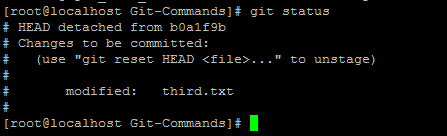 [root@localhost Git-Commands]# git status
# HEAD detached from b0a1f9b
# Changes to be committed:
#   (use "git reset HEAD <file>..." to unstage)
#
#       modified:   third.txt
#
[root@localhost Git-Commands]#